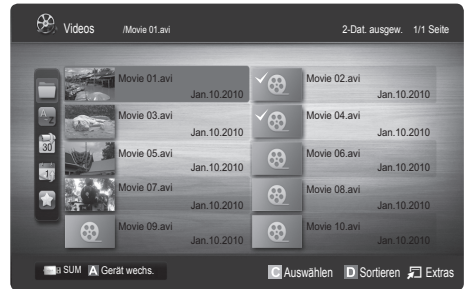 Videos /Movie 01.avi 2-Dat. ausgew. 1/1 Seite
Movie 01.avi Movie 02.avi
Jan.10.2010 Jan.10.2010
Movie 03.avi Movie 04.avi
Jan.10.2010 Jan.10.2010
Movie 05.avi Movie 06.avi
Jan.10.2010 Jan.10.2010
Movie 07.avi Movie 08.avi
Jan.10.2010 Jan.10.2010
Movie 09.avi Movie 10.avi
Jan.10.2010 Jan.10.2010
A Z
30
1
a SUM A Gerät wechs. C Auswählen D Sortieren Extras